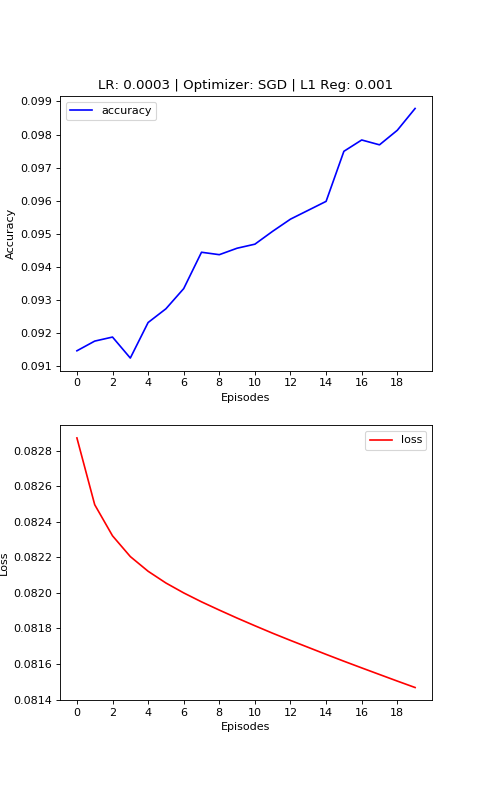 LR: 0.0003 | Optimizer: SGD | L1 Reg: 0.001
accuracy
0.099
0.098
0.097
0.096
0.095
0.094
0.093
0.092
0.091
Accuracy
0 2 4 6 8 10 12 14 16 18
Episodes
loss
0.0828
0.0826
0.0824
0.0822
0.0820
0.0818
0.0816
0.0814
Loss
0 2 4 6 8 10 12 14 16 18
Episodes